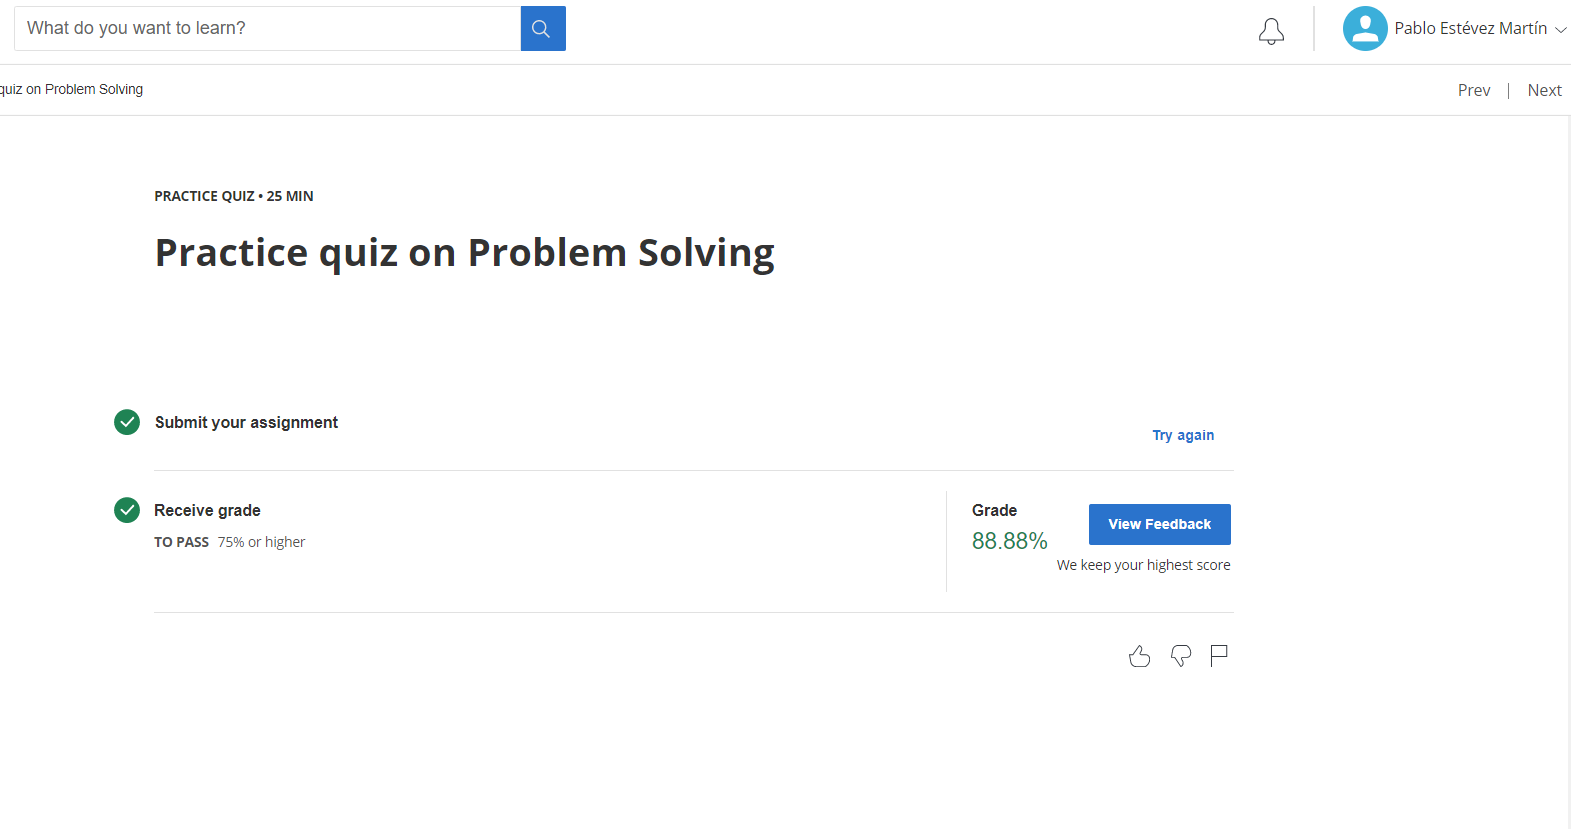 What do you want to learn?
Pablo Estévez Martín
quiz on Problem Solving
Prev | Next
PRACTICE QUIZ • 25 MIN
Practice quiz on Problem Solving
Submit your assignment
Try again
Receive grade
TO PASS 75% or higher
Grade
88.88%
View Feedback
We keep your highest score